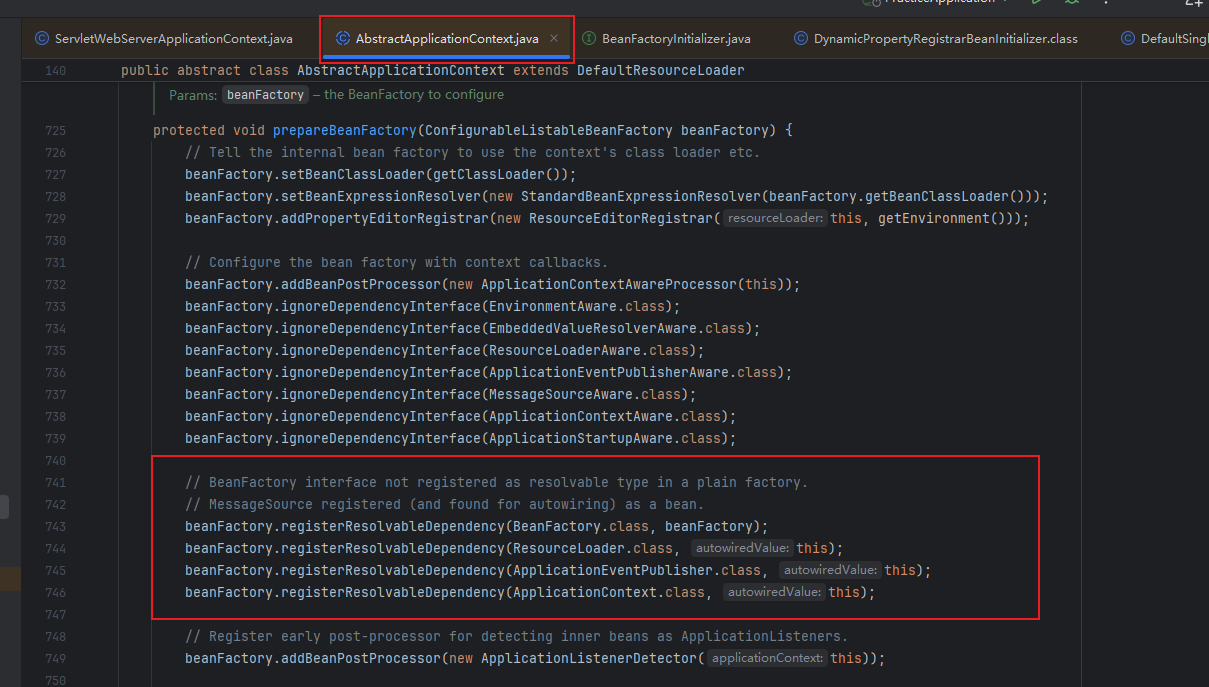 PracticeApplication
ServletWebServerApplicationContext.java AbstractApplicationContext.java BeanFactoryInitializer.java DynamicPropertyRegistrarBeanInitializer.class DefaultSingl
140 public abstract class AbstractApplicationContext extends DefaultResourceLoader
Params: beanFactory – the BeanFactory to configure
725 protected void prepareBeanFactory(ConfigurableListableBeanFactory beanFactory) {
726 // Tell the internal bean factory to use the context's class loader etc.
727 beanFactory.setBeanClassLoader(getClassLoader());
728 beanFactory.setBeanExpressionResolver(new StandardBeanExpressionResolver(beanFactory.getBeanClassLoader()));
729 beanFactory.addPropertyEditorRegistrar(new ResourceEditorRegistrar( resourceLoader: this, getEnvironment()));
730
731 // Configure the bean factory with context callbacks.
732 beanFactory.addBeanPostProcessor(new ApplicationContextAwareProcessor(this));
733 beanFactory.ignoreDependencyInterface(EnvironmentAware.class);
734 beanFactory.ignoreDependencyInterface(EmbeddedValueResolverAware.class);
735 beanFactory.ignoreDependencyInterface(ResourceLoaderAware.class);
736 beanFactory.ignoreDependencyInterface(ApplicationEventPublisherAware.class);
737 beanFactory.ignoreDependencyInterface(MessageSourceAware.class);
738 beanFactory.ignoreDependencyInterface(ApplicationContextAware.class);
739 beanFactory.ignoreDependencyInterface(ApplicationStartupAware.class);
740
741 // BeanFactory interface not registered as resolvable type in a plain factory.
742 // MessageSource registered (and found for autowiring) as a bean.
743 beanFactory.registerResolvableDependency(BeanFactory.class, beanFactory);
744 beanFactory.registerResolvableDependency(ResourceLoader.class, autowiredValue: this);
745 beanFactory.registerResolvableDependency(ApplicationEventPublisher.class, autowiredValue: this);
746 beanFactory.registerResolvableDependency(ApplicationContext.class, autowiredValue: this);
747
748 // Register early post-processor for detecting inner beans as ApplicationListeners.
749 beanFactory.addBeanPostProcessor(new ApplicationListenerDetector( applicationContext: this));
750